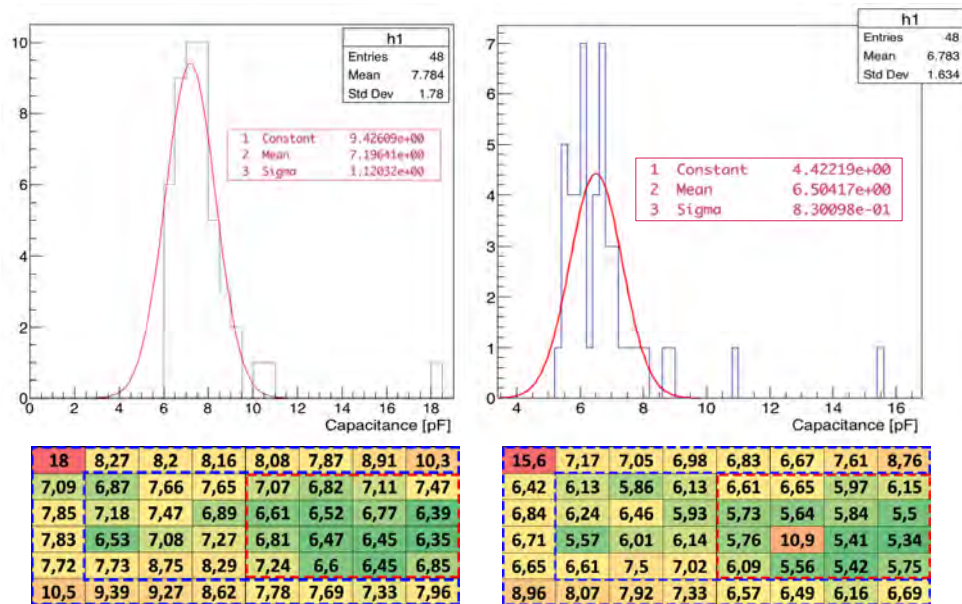 h1
Entries 48
Mean 7.784
Std Dev 1.78
1 Constant 9.42609e+00
2 Mean 7.19641e+00
3 Sigma 1.12032e+00
10
8
6
4
2
0
0 2 4 6 8 10 12 14 16 18
Capacitance [pF]
h1
Entries 48
Mean 6.783
Std Dev 1.634
1 Constant 4.42219e+00
2 Mean 6.50417e+00
3 Sigma 8.30098e-01
7
6
5
4
3
2
1
0
4 6 8 10 12 14 16
Capacitance [pF]
18 8,27 8,2 8,16 8,08 7,87 8,91 10,3
7,09 6,87 7,66 7,65 7,07 6,82 7,11 7,47
7,85 7,18 7,47 6,89 6,61 6,52 6,77 6,39
7,83 6,53 7,08 7,27 6,81 6,47 6,45 6,35
7,72 7,73 8,75 8,29 7,24 6,6 6,45 6,85
10,5 9,39 9,27 8,62 7,78 7,69 7,33 7,96
15,6 7,17 7,05 6,98 6,83 6,67 7,61 8,76
6,42 6,13 5,86 6,13 6,61 6,65 5,97 6,15
6,84 6,24 6,46 5,93 5,73 5,64 5,84 5,5
6,71 5,57 6,01 6,14 5,76 10,9 5,41 5,34
6,65 6,61 7,5 7,02 6,09 5,56 5,42 5,75
8,96 8,07 7,92 7,33 6,57 6,49 6,16 6,69